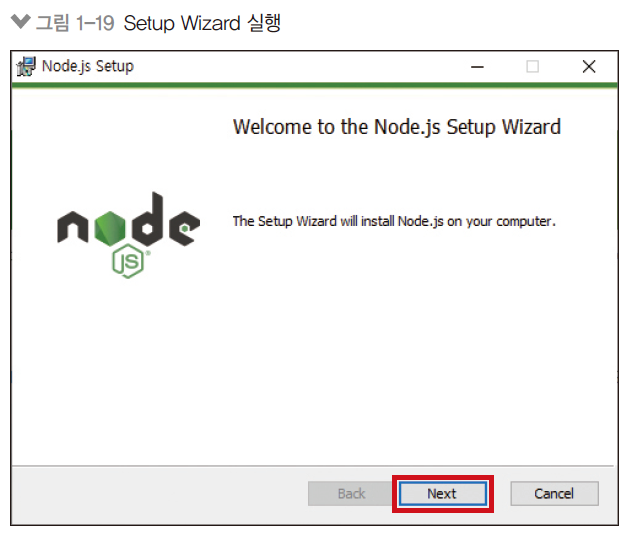 그림 1-19 Setup Wizard 실행
Node.js Setup
Welcome to the Node.js Setup Wizard
The Setup Wizard will install Node.js on your computer.
node
JS
Back
Next
Cancel